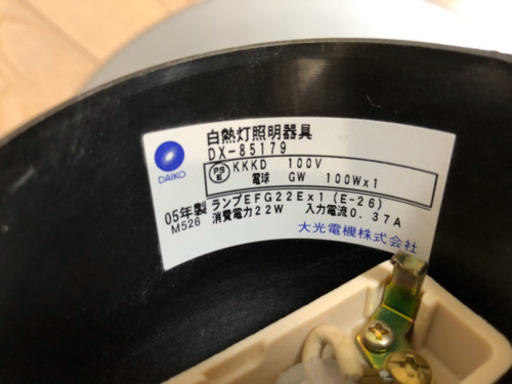 白熱灯照明器具
DX-85179
DAIKO
PS E KKKD 100V
電球 GW 100Wx1
05年製 ランプEFG22Ex1 (E-26)
M526 消費電力22W 入力電流0.37A
大光電機株式会社